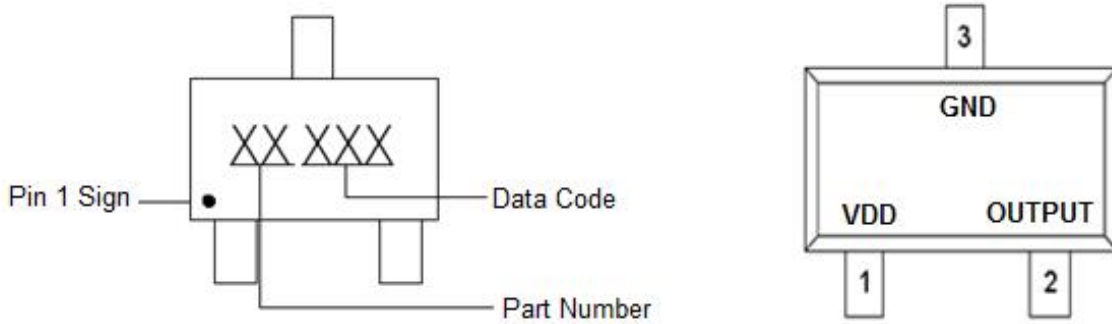 XX XXX
Pin 1 Sign
Data Code
Part Number
3
GND
VDD OUTPUT
1 2